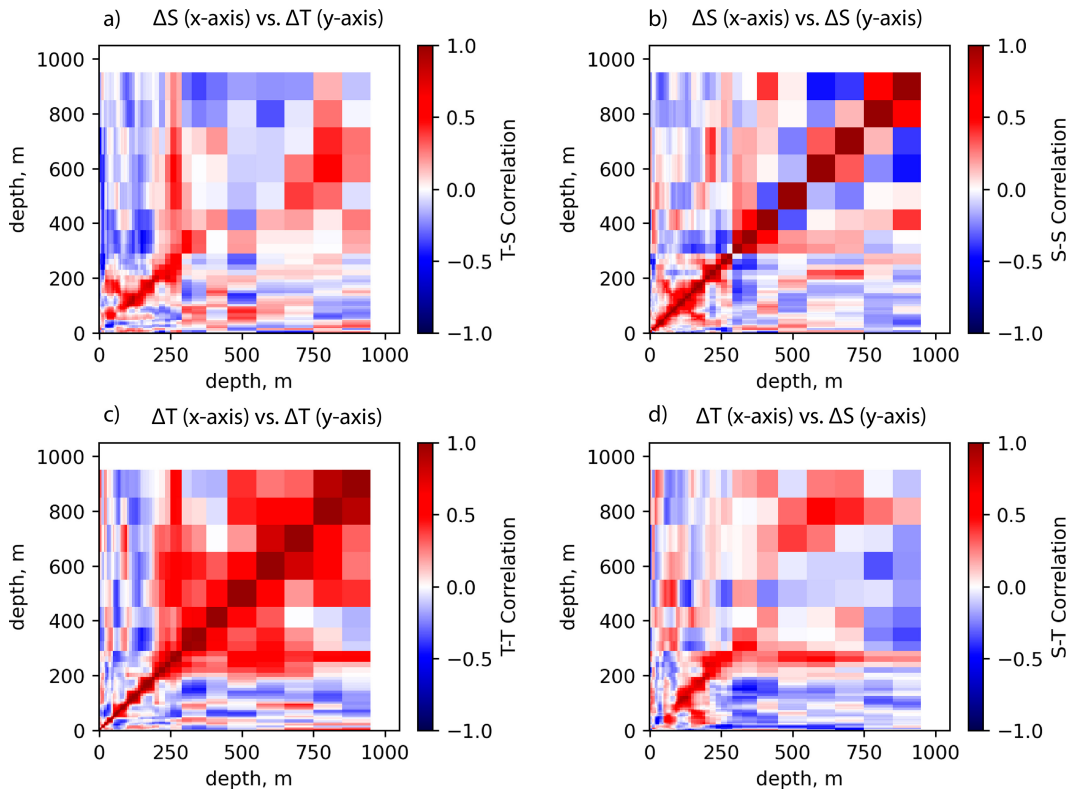 a) ΔS (x-axis) vs. ΔT (y-axis)
1000
800
600
400
200
0
depth, m
0 250 500 750 1000
depth, m
1.0
0.5
0.0
−0.5
−1.0
T-S Correlation
b) ΔS (x-axis) vs. ΔS (y-axis)
1000
800
600
400
200
0
depth, m
0 250 500 750 1000
depth, m
1.0
0.5
0.0
−0.5
−1.0
S-S Correlation
c) ΔT (x-axis) vs. ΔT (y-axis)
1000
800
600
400
200
0
depth, m
0 250 500 750 1000
depth, m
1.0
0.5
0.0
−0.5
−1.0
T-T Correlation
d) ΔT (x-axis) vs. ΔS (y-axis)
1000
800
600
400
200
0
depth, m
0 250 500 750 1000
depth, m
1.0
0.5
0.0
−0.5
−1.0
S-T Correlation